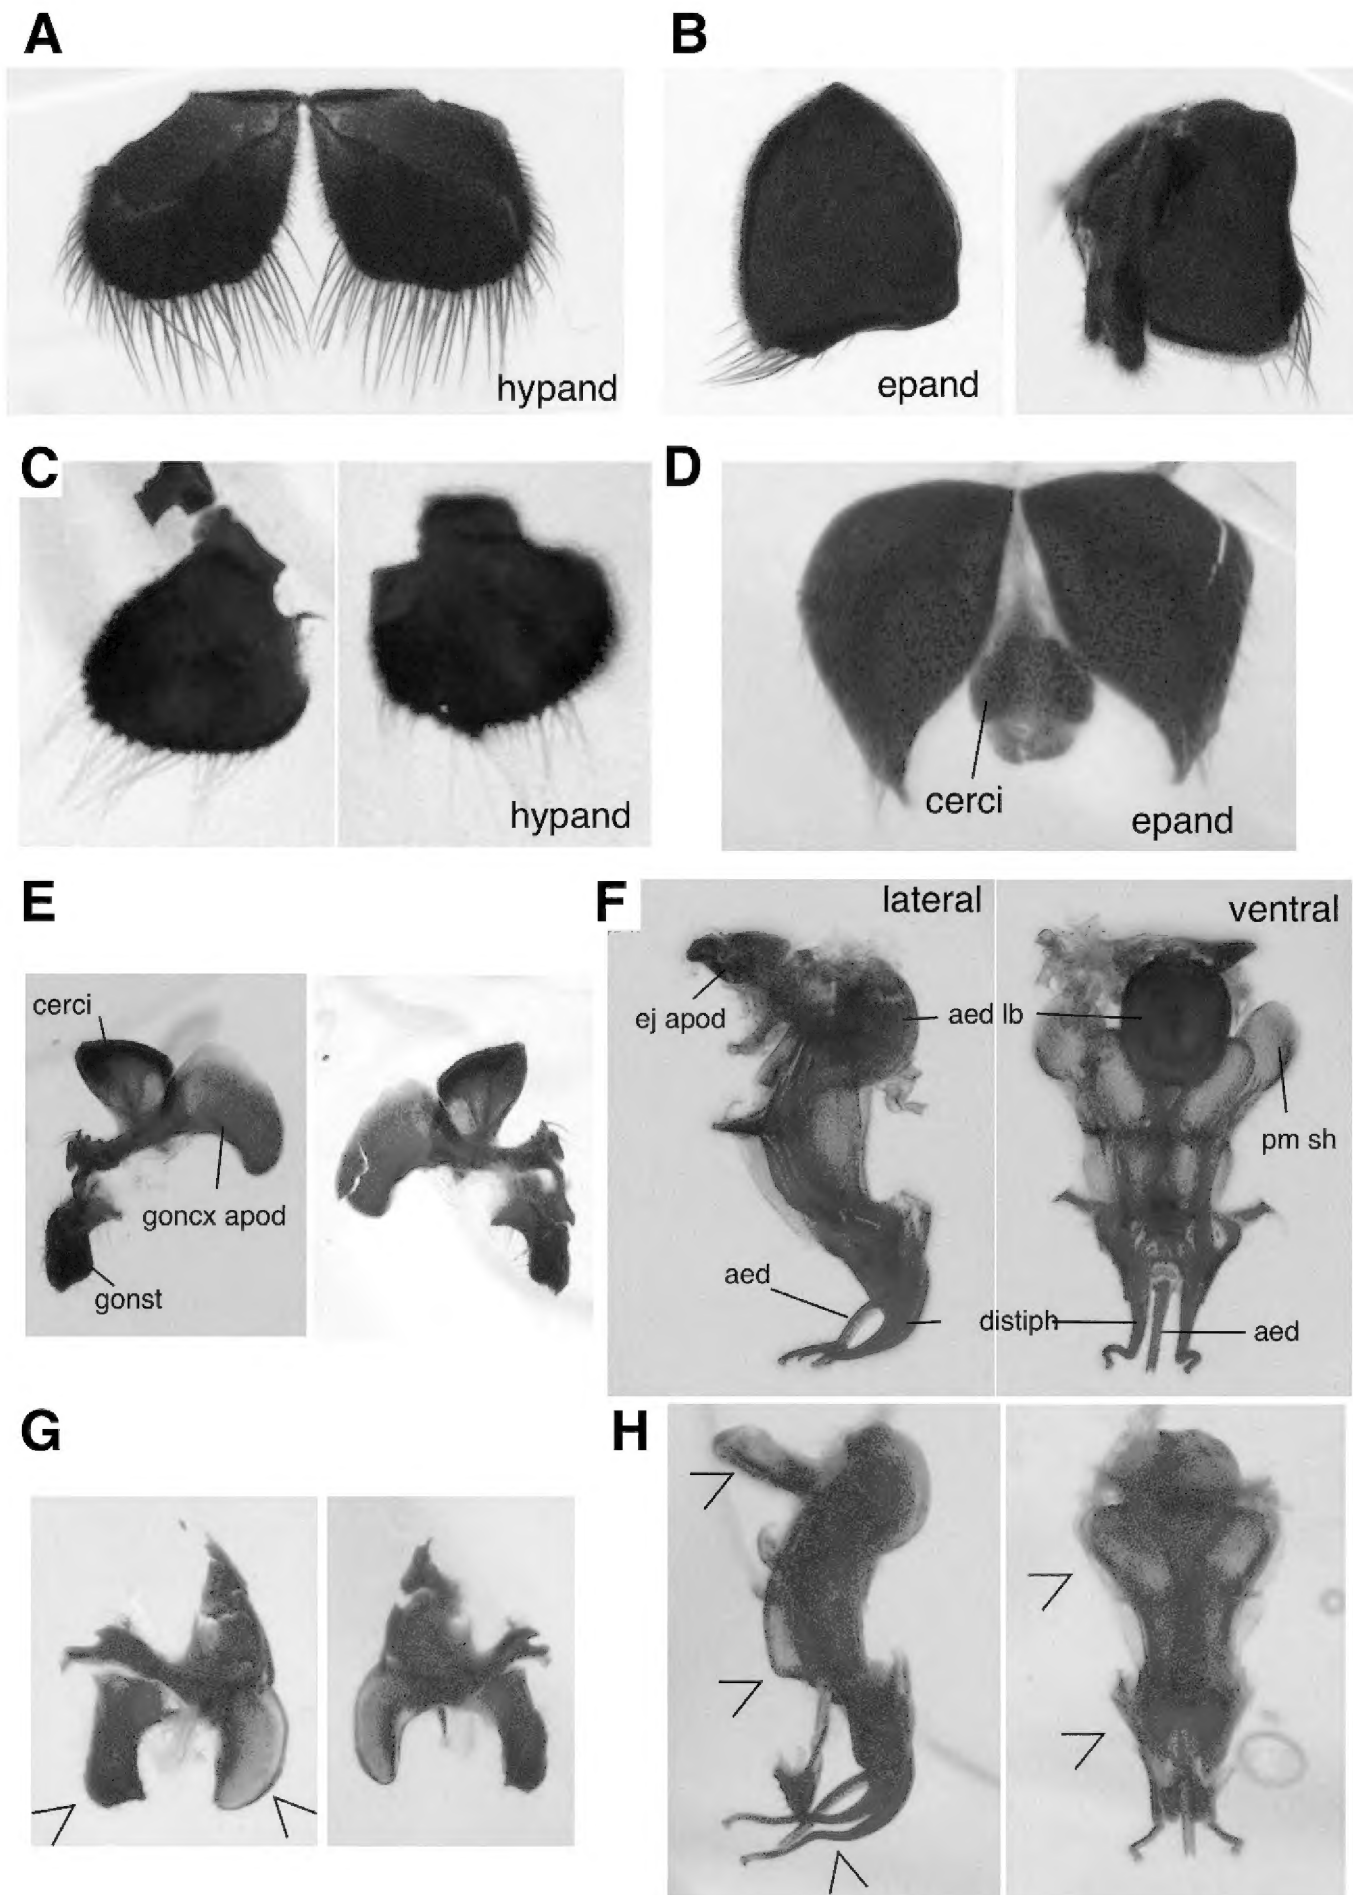 A
B
hypand
epand
C
D
hypand
cerci
epand
E
F
lateral
ventral
cerci
ej apod
aed lb
pm sh
goncx apod
gonst
aed
distiph
aed
G
H